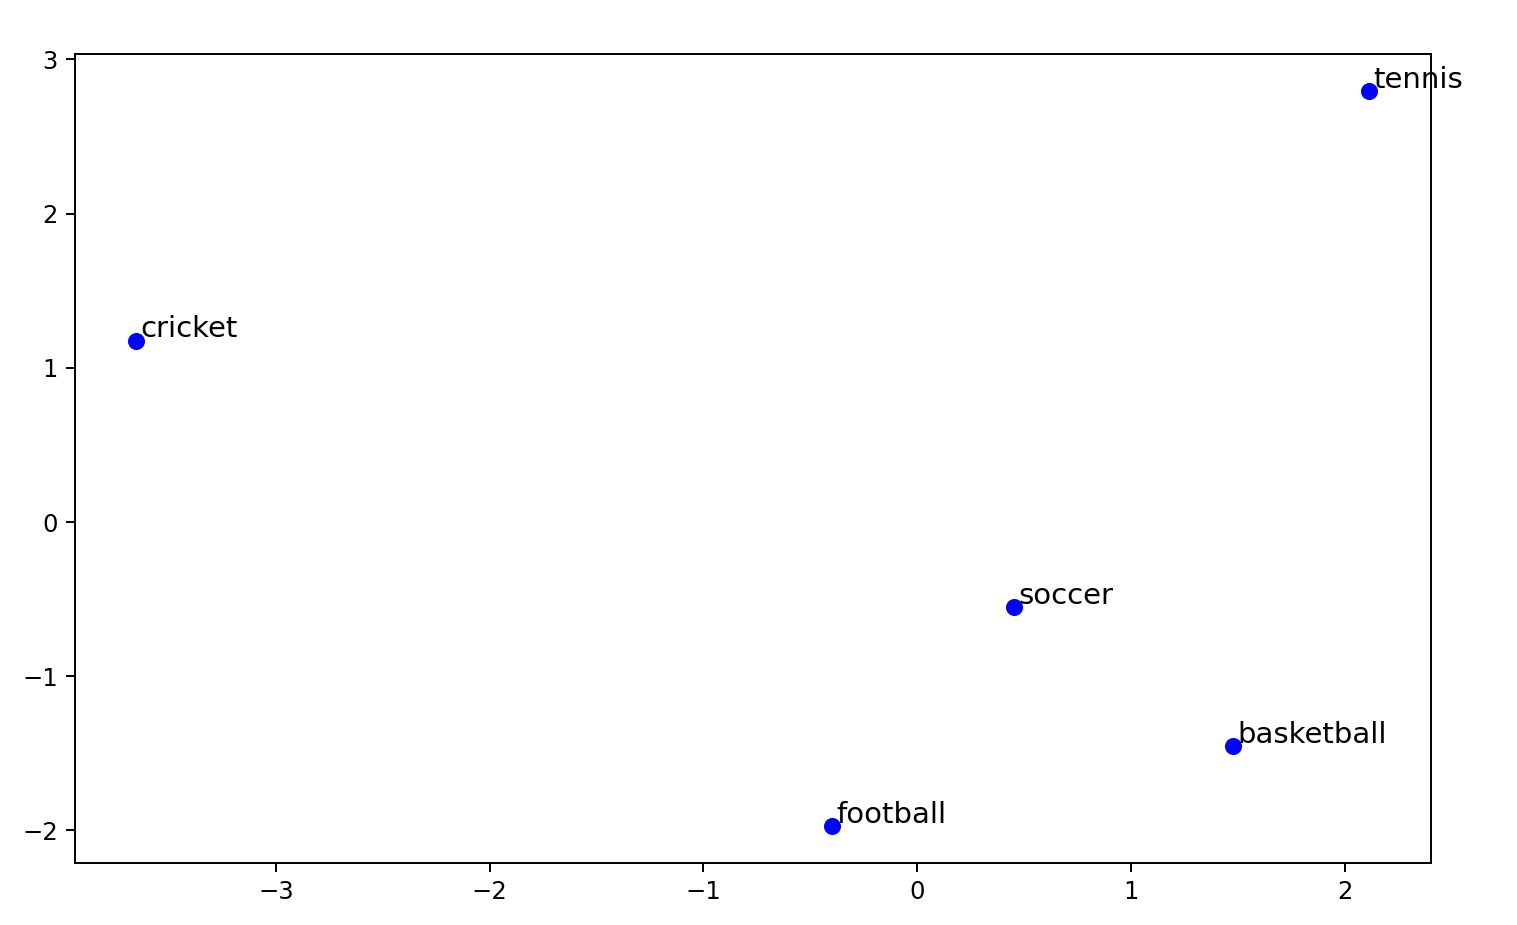 3
tennis
2
cricket
1
0
soccer
−1
basketball
football
−2
−3 −2 −1 0 1 2